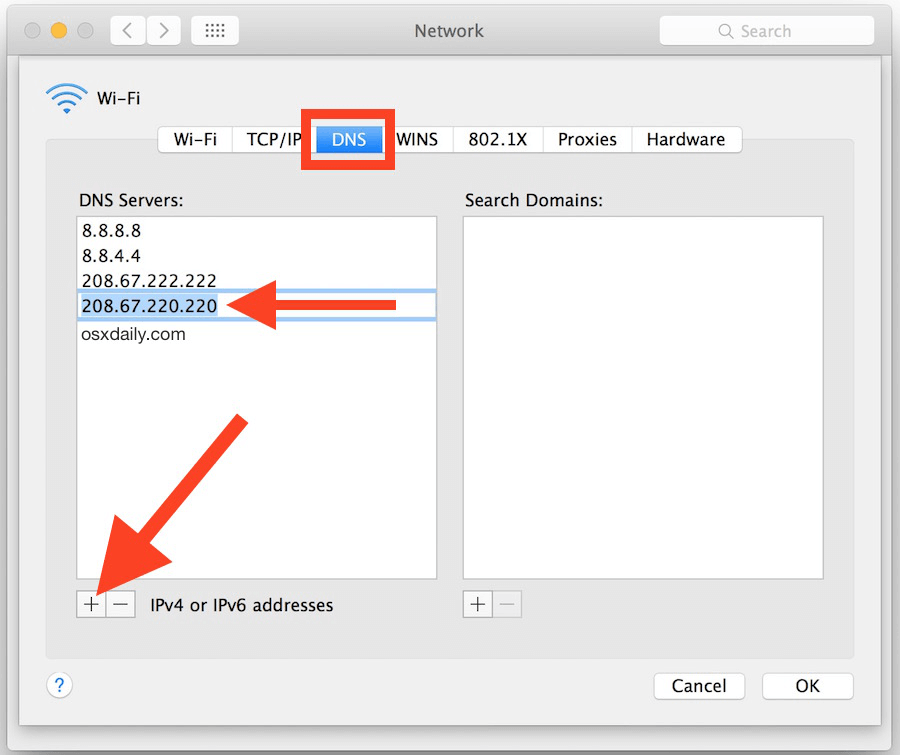 Network
Search
Wi-Fi
Wi-Fi TCP/IP DNS WINS 802.1X Proxies Hardware
DNS Servers:
Search Domains:
8.8.8.8
8.8.4.4
208.67.222.222
208.67.220.220
osxdaily.com
+ − IPv4 or IPv6 addresses
+ −
? Cancel OK